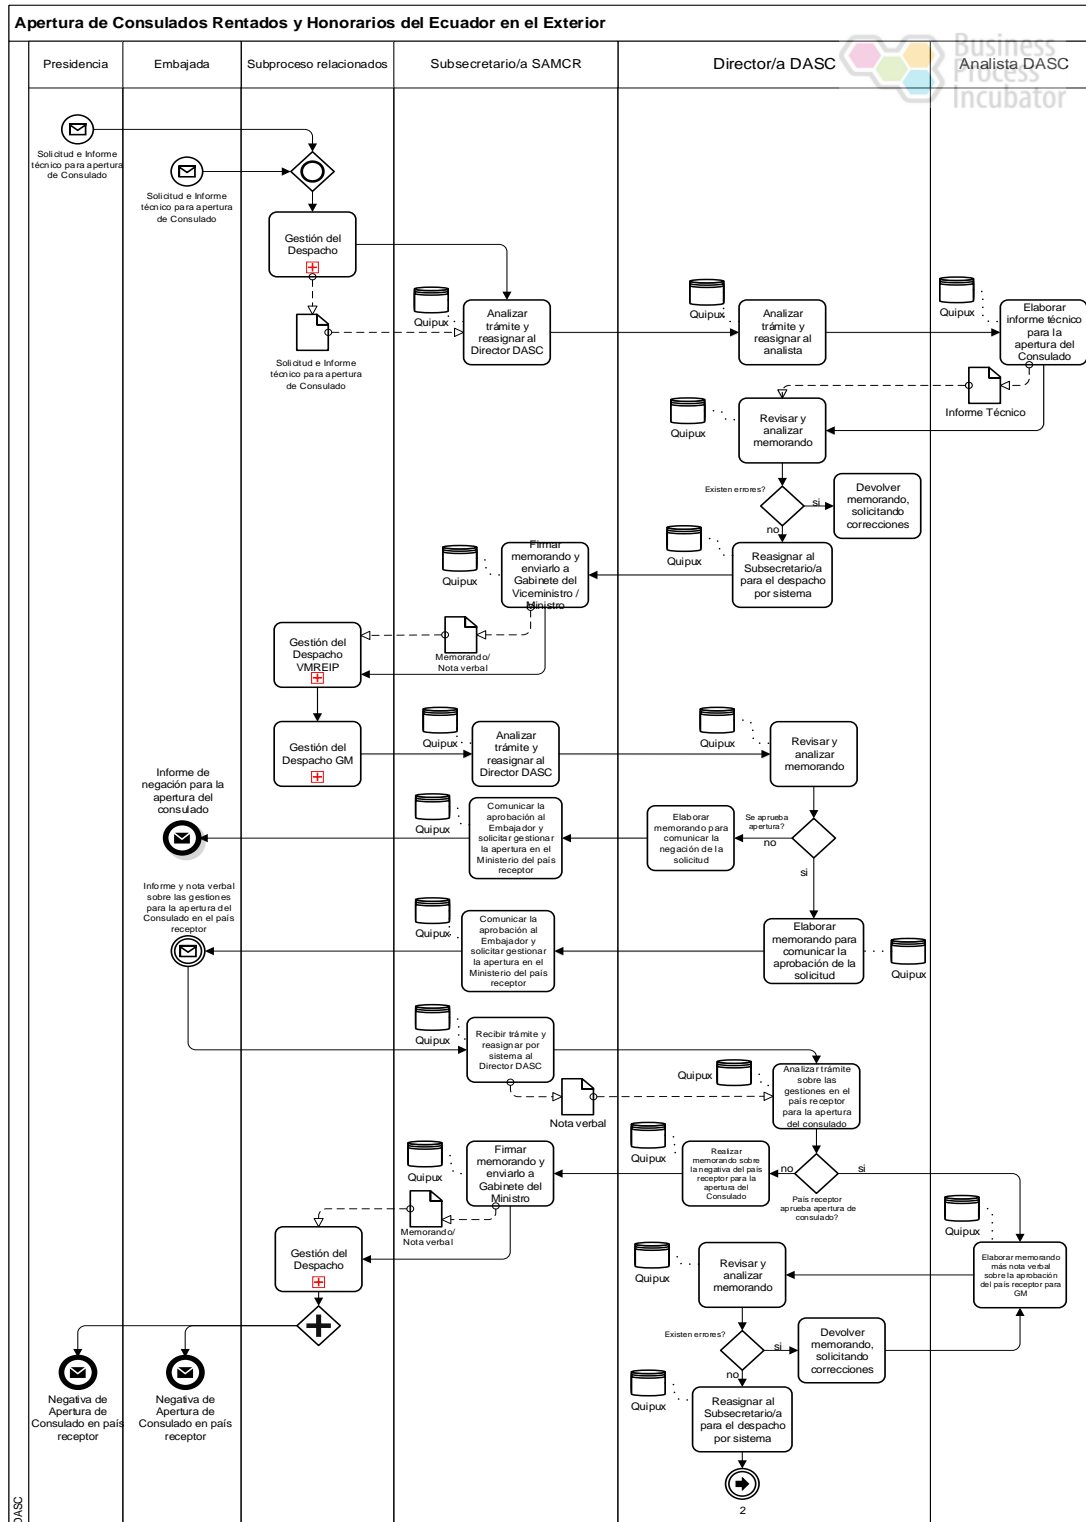 Apertura de Consulados Rentados y Honorarios del Ecuador en el Exterior
Business
Process
Incubator
Presidencia
Embajada
Subproceso relacionados
Subsecretario/a SAMCR
Director/a DASC
Analista DASC
Solicitud e Informe
técnico para apertura
de Consulado
Solicitud e Informe
técnico para apertura
de Consulado
Gestión del
Despacho
Solicitud e Informe
técnico para apertura
de Consulado
Quipux
Analizar
trámite y
reasignar al
Director DASC
Quipux
Analizar
trámite y
reasignar al
analista
Quipux
Elaborar
informe técnico
para la
apertura del
Consulado
Informe Técnico
Quipux
Revisar y
analizar
memorando
Existen errores?
si
no
Devolver
memorando,
solicitando
correcciones
Quipux
Reasignar al
Subsecretario/a
para el despacho
por sistema
Quipux
Firmar
memorando y
enviarlo a
Gabinete del
Viceministro /
Ministro
Memorando/
Nota verbal
Gestión del
Despacho
VMREIP
Gestión del
Despacho GM
Quipux
Analizar
trámite y
reasignar al
Director DASC
Quipux
Revisar y
analizar
memorando
Informe de
negación para la
apertura del
consulado
Quipux
Comunicar la
aprobación al
Embajador y
solicitar gestionar
la apertura en el
Ministerio del país
receptor
Elaborar
memorando para
comunicar la
negación de la
solicitud
Se aprueba
apertura?
no
si
Informe y nota verbal
sobre las gestiones
para la apertura del
Consulado en el país
receptor
Quipux
Comunicar la
aprobación al
Embajador y
solicitar gestionar
la apertura en el
Ministerio del país
receptor
Elaborar
memorando para
comunicar la
aprobación de la
solicitud
Quipux
Quipux
Recibir trámite y
reasignar por
sistema al
Director DASC
Nota verbal
Quipux
Analizar trámite
sobre las
gestiones en el
país receptor
para la apertura
del consulado
Quipux
Firmar
memorando y
enviarlo a
Gabinete del
Ministro
Memorando/
Nota verbal
Quipux
Realizar
memorando sobre
la negativa del país
receptor para la
apertura del
Consulado
no
si
País receptor
aprueba apertura de
consulado?
Quipux
Elaborar memorando
más nota verbal
sobre la aprobación
del país receptor para
GM
Gestión del
Despacho
Quipux
Revisar y
analizar
memorando
Existen errores?
si
no
Devolver
memorando,
solicitando
correcciones
Quipux
Reasignar al
Subsecretario/a
para el despacho
por sistema
2
Negativa de
Apertura de
Consulado en país
receptor
Negativa de
Apertura de
Consulado en país
receptor
DASC